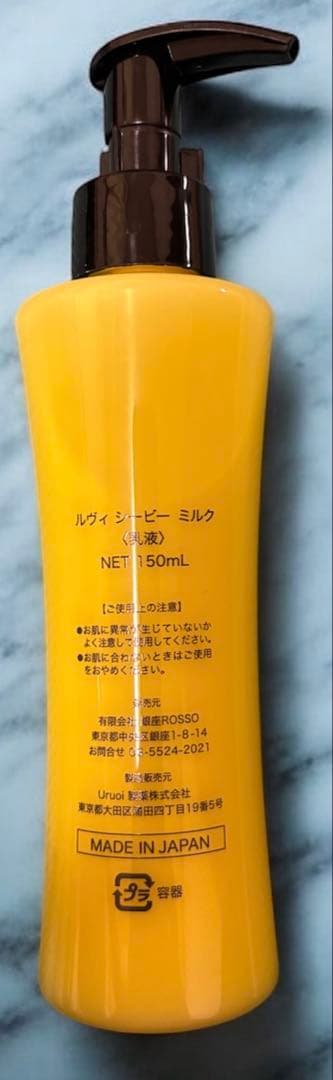 ルヴィ シービー ミルク
〈乳液〉
NET 150mL
【ご使用上の注意】
●お肌に異常が生じていないか
よく注意して使用してください。
●お肌に合わないときはご使用
をおやめください。
販売元
有限会社 銀座ROSSO
東京都中央区銀座1-8-14
お問合せ 03-5524-2021
製造販売元
Uruoi 製薬株式会社
東京都大田区蒲田四丁目19番5号
MADE IN JAPAN
プラ 容器